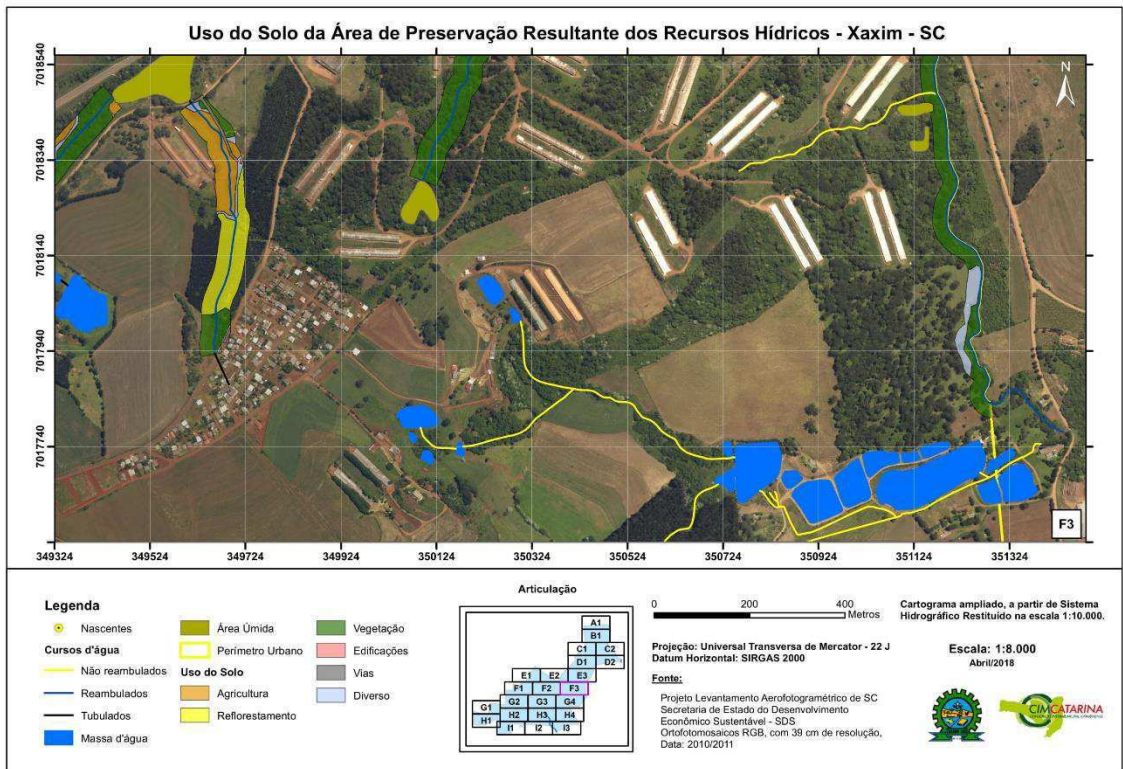 Uso do Solo da Área de Preservação Resultante dos Recursos Hídricos - Xaxim - SC
7018540
7018340
7018140
7017940
7017740
N
F3
349324 349524 349724 349924 350124 350324 350524 350724 350924 351124 351324
Legenda
Nascentes
Cursos d'água
Não reambulados
Reambulados
Tubulados
Massa d'água
Área Úmida
Perímetro Urbano
Uso do Solo
Agricultura
Reflorestamento
Vegetação
Edificações
Vias
Diverso
Articulação
A1
B1
C1 C2
D1 D2
E1 E2 E3
F1 F2 F3
G1 G2 G3 G4
H1 H2 H3 H4
I1 I2 I3
0 200 400
Metros
Projeção: Universal Transversa de Mercator - 22 J
Datum Horizontal: SIRGAS 2000
Fonte:
Projeto Levantamento Aerofotogramétrico de SC
Secretaria de Estado do Desenvolvimento
Econômico Sustentável - SDS
Ortofotomosaicos RGB, com 39 cm de resolução,
Data: 2010/2011
Cartograma ampliado, a partir de Sistema
Hidrográfico Restituído na escala 1:10.000.
Escala: 1:8.000
Abril/2018
CIMCATARINA